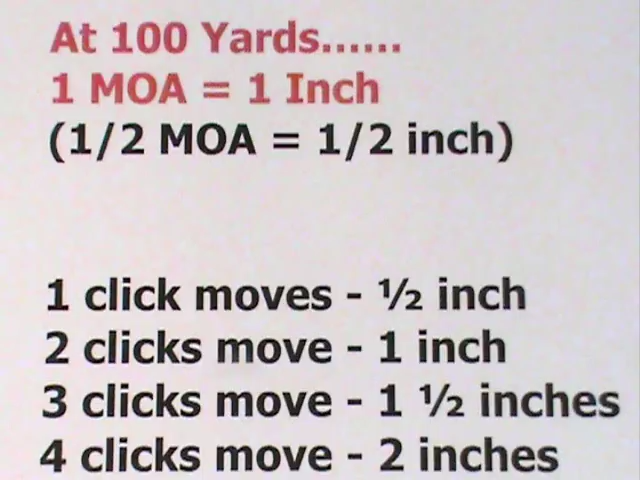 At 100 Yards......
1 MOA = 1 Inch
(1/2 MOA = 1/2 inch)
1 click moves - ½ inch
2 clicks move - 1 inch
3 clicks move - 1 ½ inches
4 clicks move - 2 inches